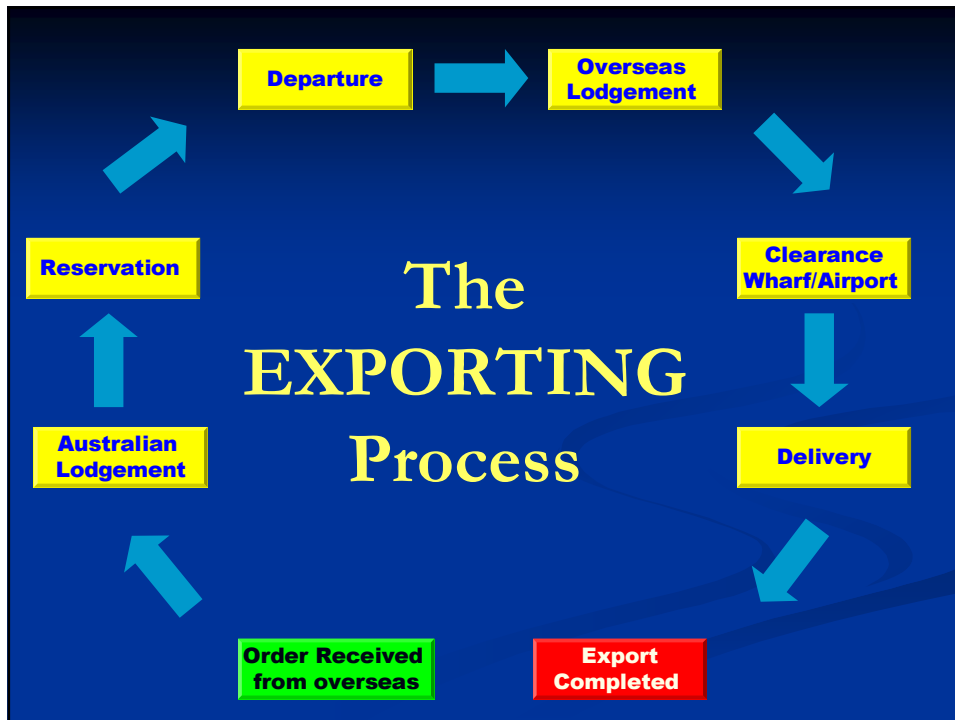 Departure
Overseas
Lodgement
Reservation
Clearance
Wharf/Airport
The
EXPORTING
Process
Australian
Lodgement
Delivery
Order Received
from overseas
Export
Completed